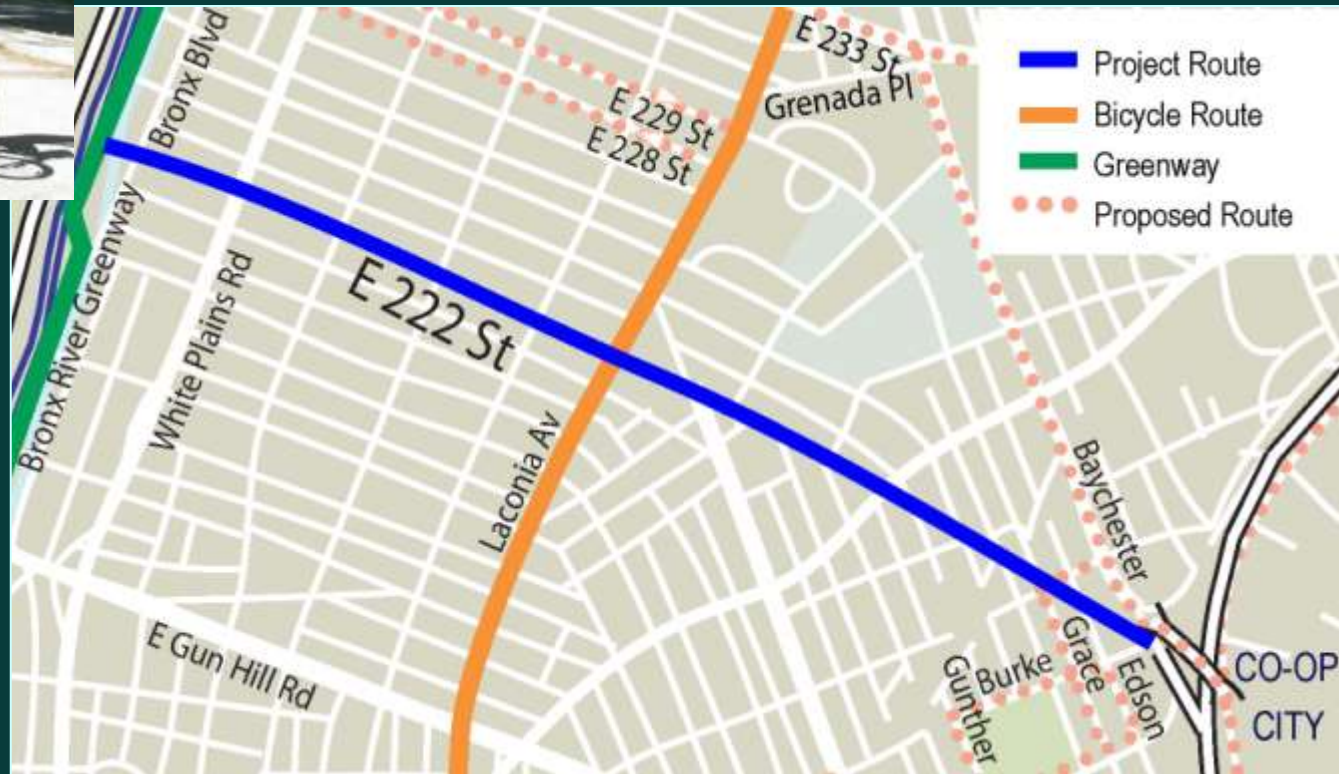 Project Route
Bicycle Route
Greenway
Proposed Route
Bronx Blvd
E 233 St
Grenada Pl
E 229 St
E 228 St
Bronx River Greenway
White Plains Rd
E 222 St
Laconia Av
Baychester
E Gun Hill Rd
Gunther
Burke
Grace
Edson
CO-OP
CITY